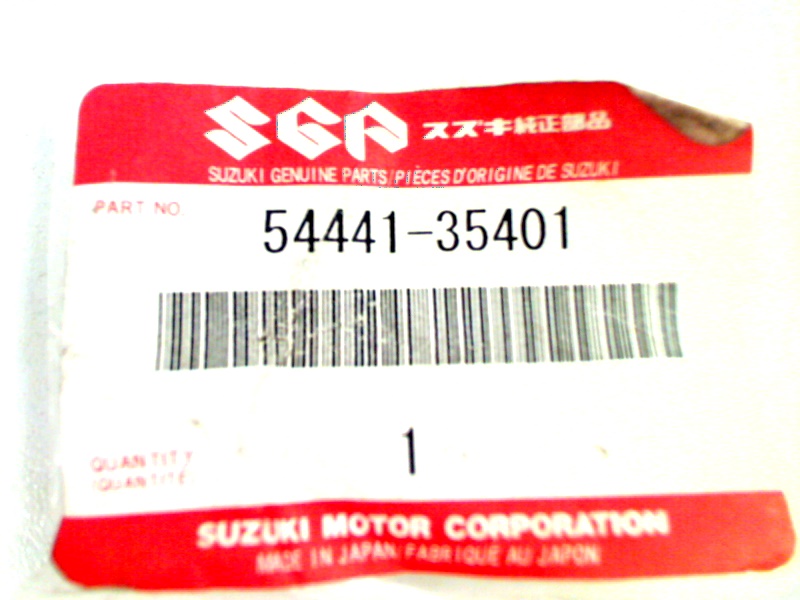 SGP スズキ純正部品
SUZUKI GENUINE PARTS/PIÈCES D'ORIGINE DE SUZUKI
PART NO.
54441-35401
1
QUANTITY
(QUANTITÉ)
SUZUKI MOTOR CORPORATION
MADE IN JAPAN/FABRIQUÉ AU JAPON